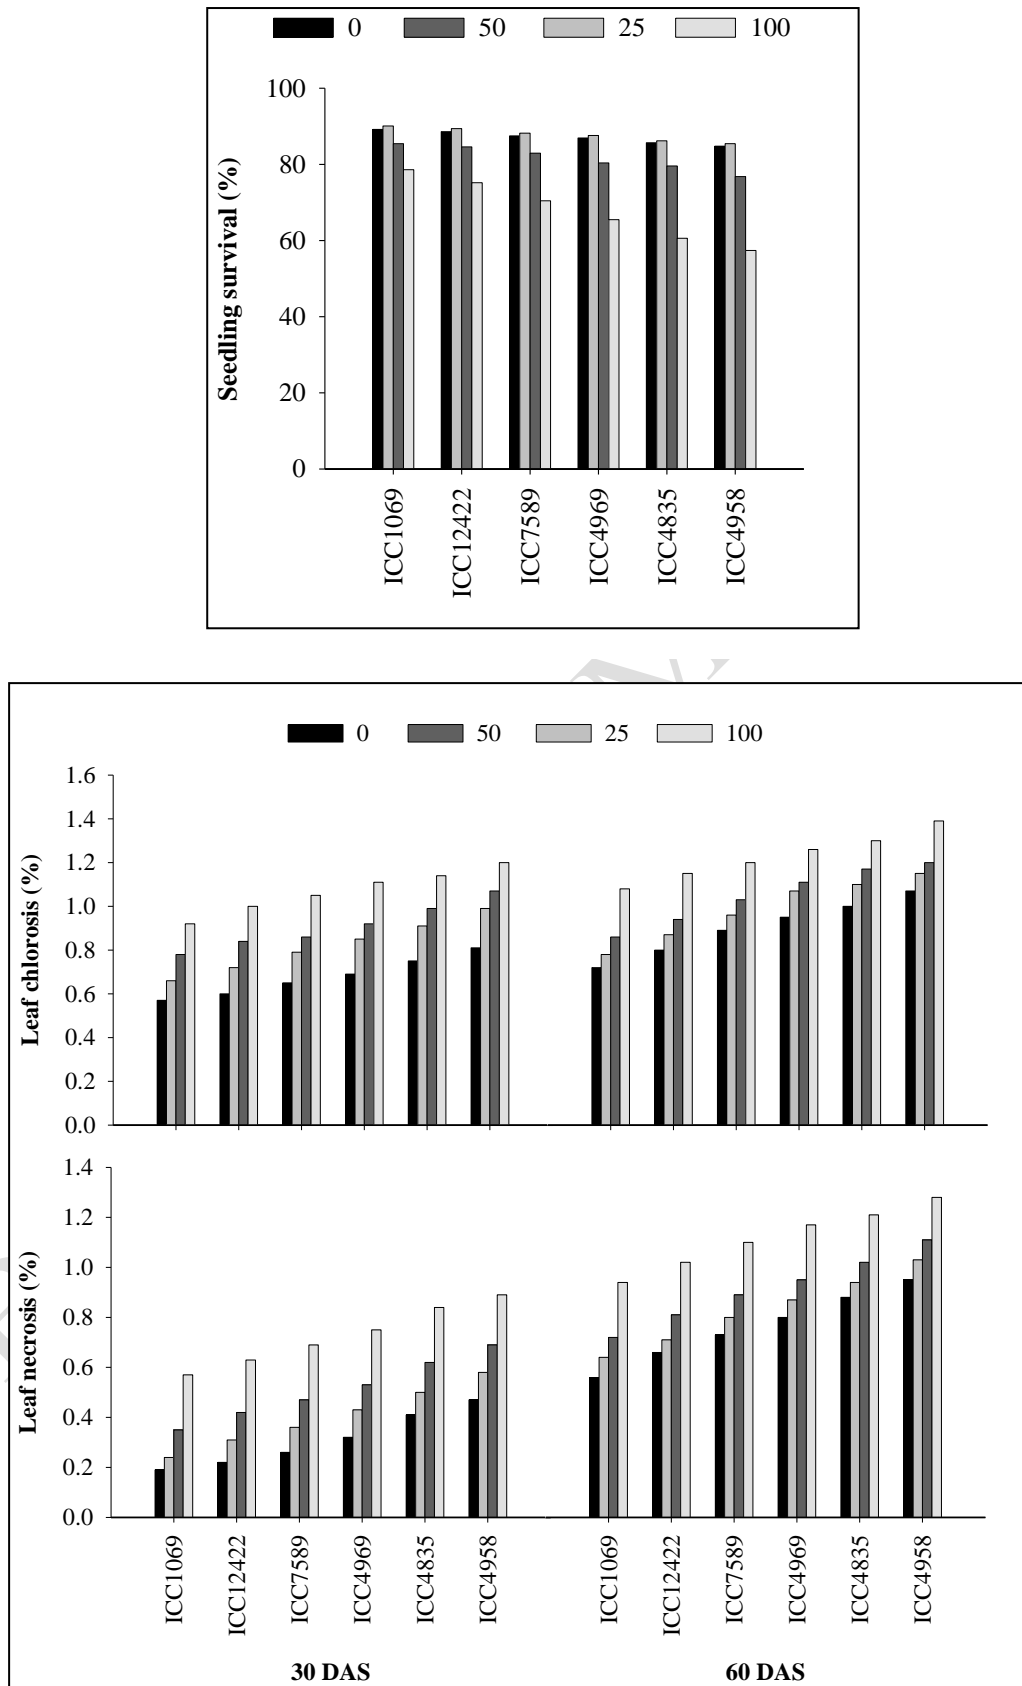 0 50 25 100
Seedling survival (%)
100
80
60
40
20
0
ICC1069
ICC12422
ICC7589
ICC4969
ICC4835
ICC4958
0 50 25 100
Leaf chlorosis (%)
1.6
1.4
1.2
1.0
0.8
0.6
0.4
0.2
0.0
Leaf necrosis (%)
1.4
1.2
1.0
0.8
0.6
0.4
0.2
0.0
ICC1069
ICC12422
ICC7589
ICC4969
ICC4835
ICC4958
ICC1069
ICC12422
ICC7589
ICC4969
ICC4835
ICC4958
30 DAS
60 DAS